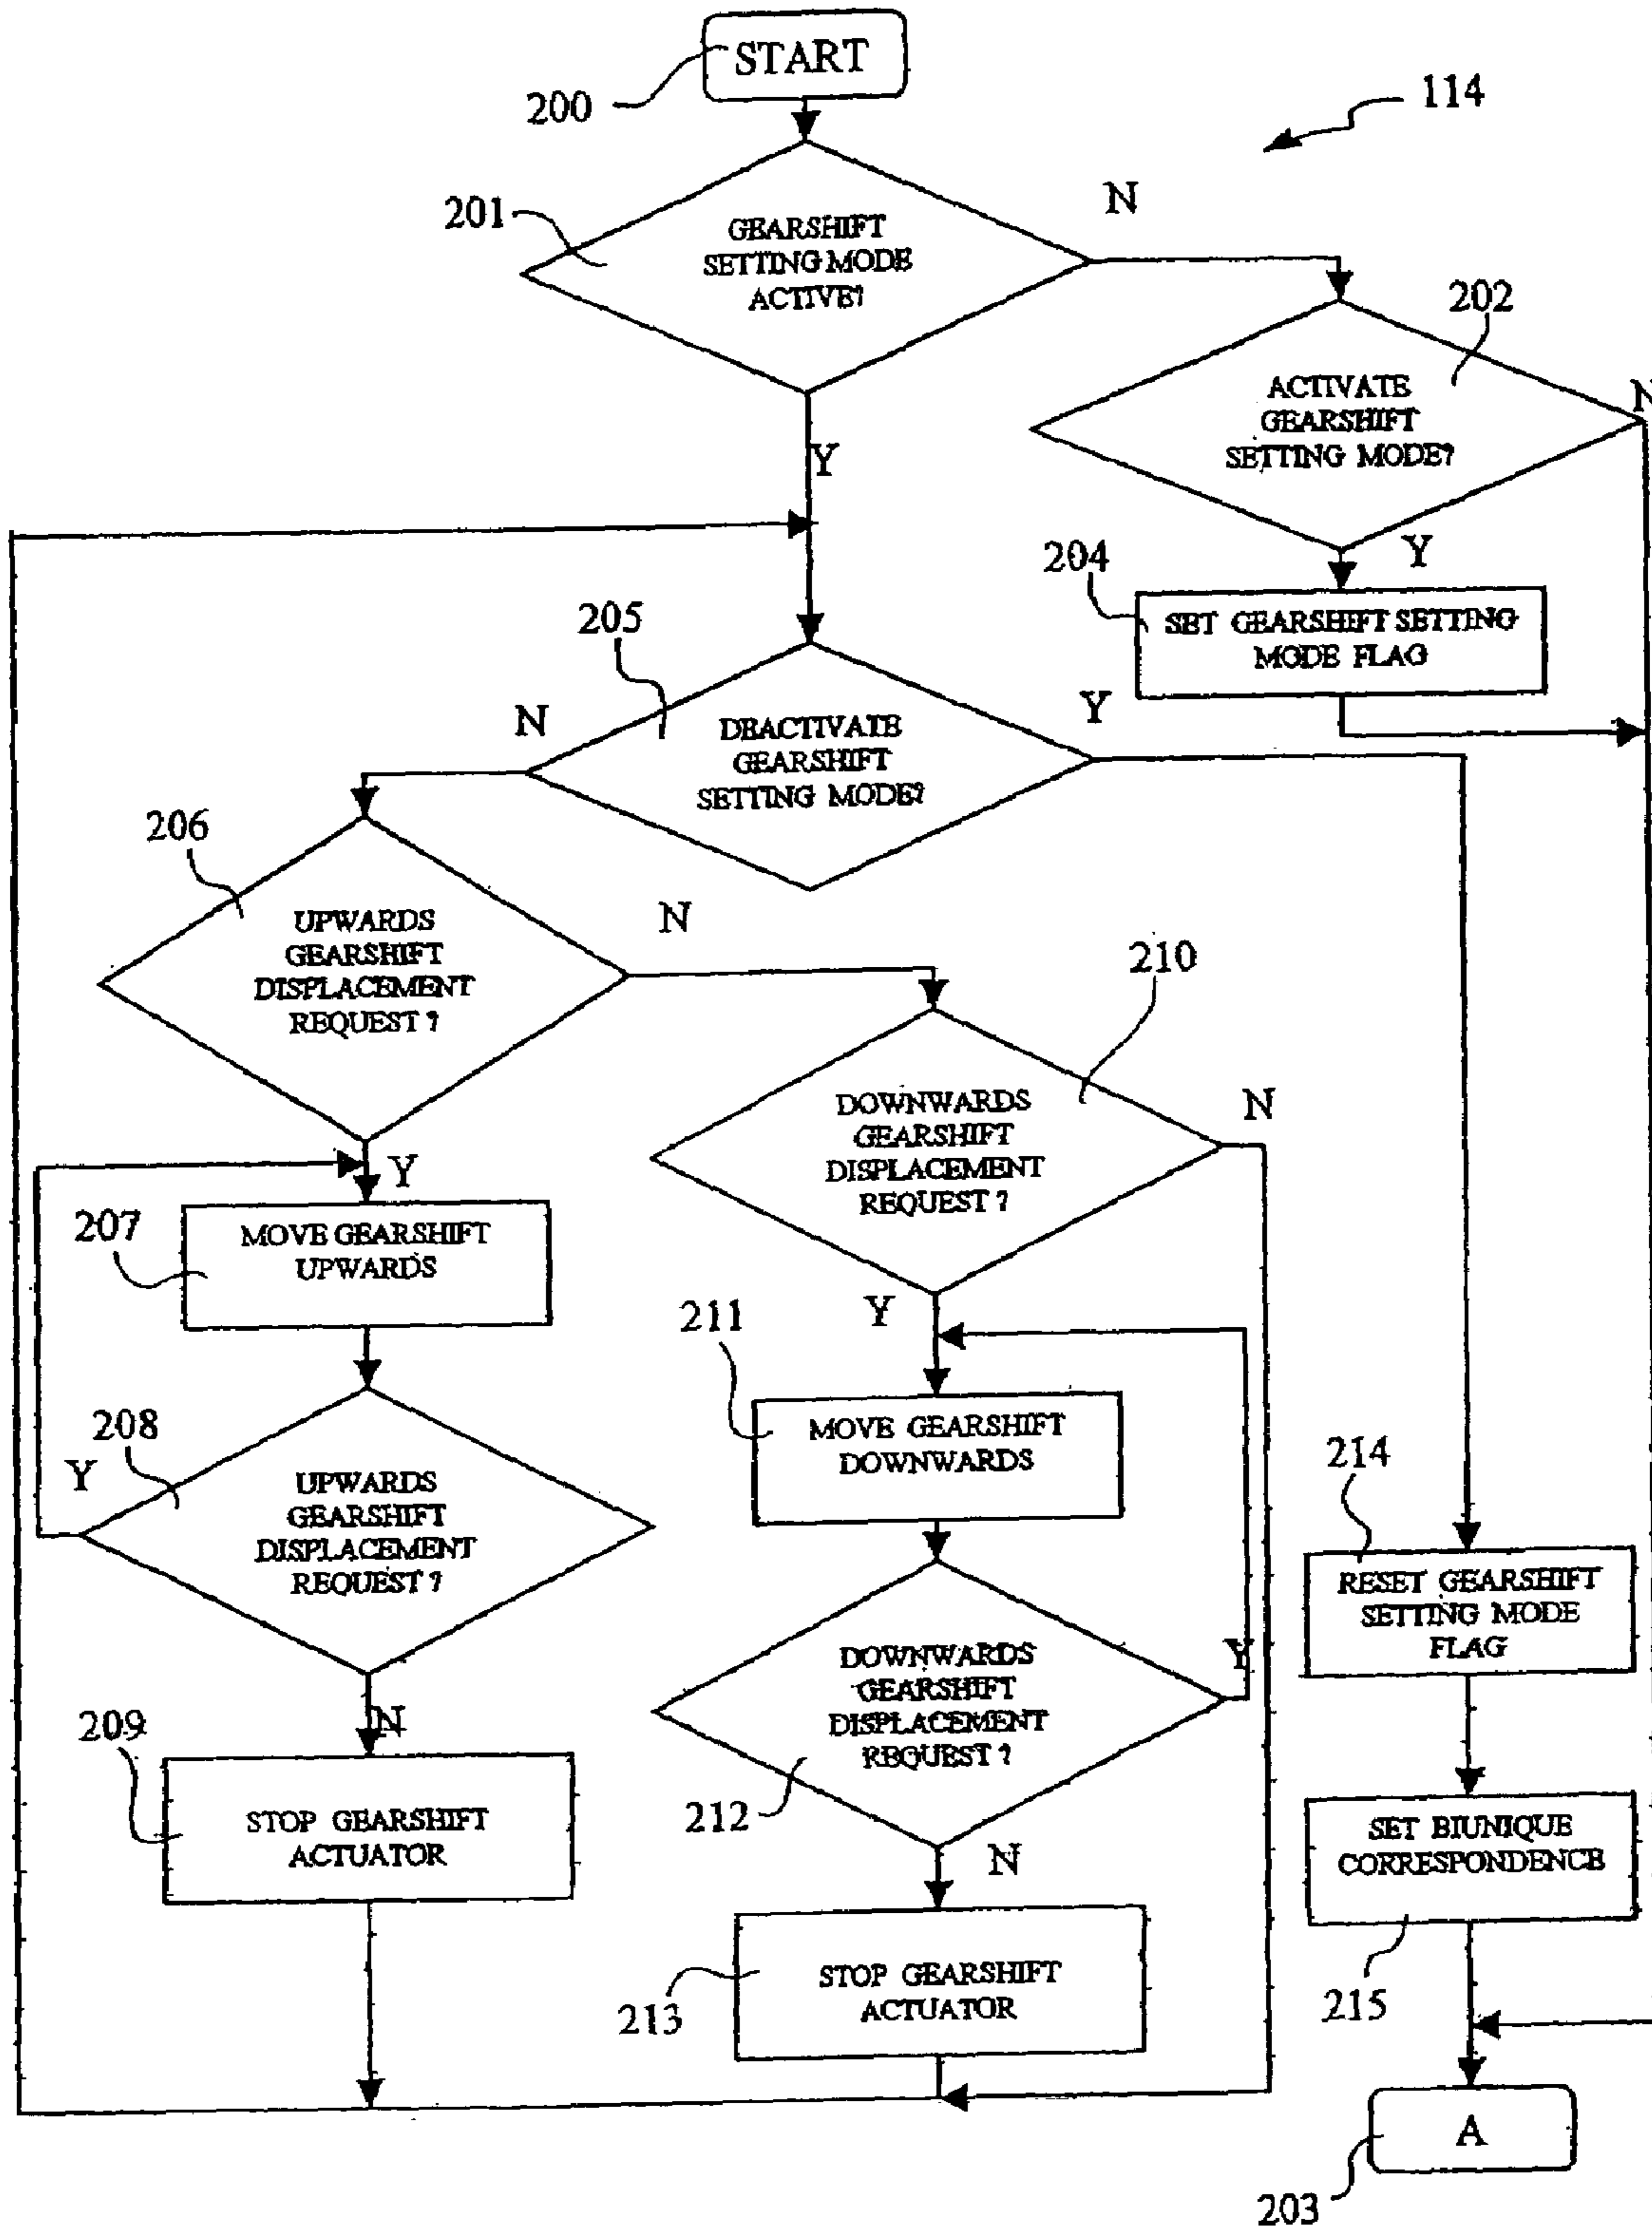 START
200
114
201
GEARSHIFT
SETTING MODE
ACTIVE?
N
202
ACTIVATE
GEARSHIFT
SETTING MODE?
N
Y
Y
204
SET GEARSHIFT SETTING
MODE FLAG
205
N
DEACTIVATE
GEARSHIFT
SETTING MODE?
Y
206
UPWARDS
GEARSHIFT
DISPLACEMENT
REQUEST ?
N
210
DOWNWARDS
GEARSHIFT
DISPLACEMENT
REQUEST ?
N
Y
207
MOVE GEARSHIFT
UPWARDS
Y
211
MOVE GEARSHIFT
DOWNWARDS
208
Y
UPWARDS
GEARSHIFT
DISPLACEMENT
REQUEST ?
214
RESET GEARSHIFT
SETTING MODE
FLAG
DOWNWARDS
GEARSHIFT
DISPLACEMENT
REQUEST ?
Y
N
209
STOP GEARSHIFT
ACTUATOR
212
N
SET BIUNIQUE
CORRESPONDENCE
215
213
STOP GEARSHIFT
ACTUATOR
A
203